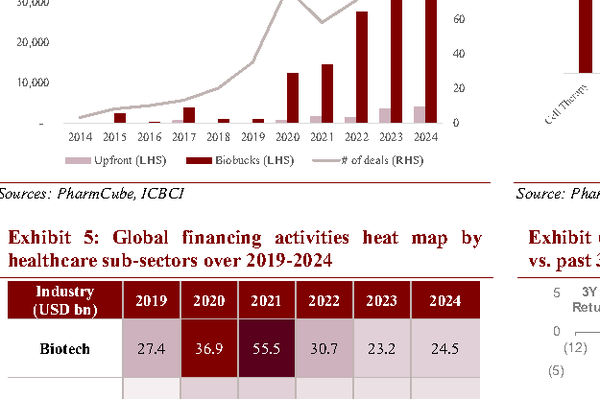 30,000
20,000
10,000
-
60
40
20
0
2014 2015 2016 2017 2018 2019 2020 2021 2022 2023 2024
Upfront (LHS) Biobucks (LHS) # of deals (RHS)
Cell Therapy
Sources: PharmCube, ICBCI
Source: Phar
Exhibit 5: Global financing activities heat map by
healthcare sub-sectors over 2019-2024
Exhibit
vs. past 3
Industry
(USD bn) 2019 2020 2021 2022 2023 2024
Biotech 27.4 36.9 55.5 30.7 23.2 24.5
5
3Y
Retu
0
(12)
(5)